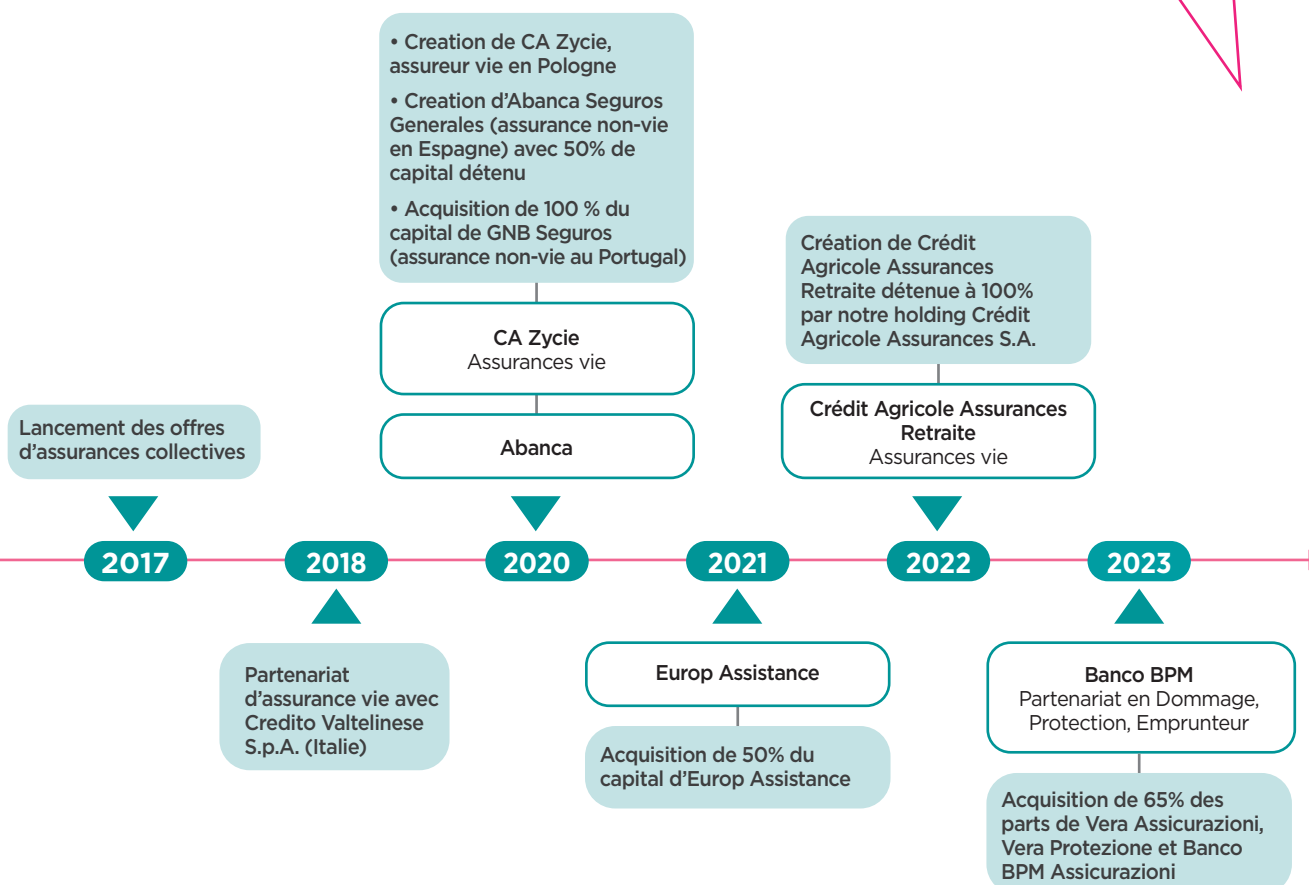 • Creation de CA Zycie,
assureur vie en Pologne
• Creation d'Abanca Seguros
Generales (assurance non-vie
en Espagne) avec 50% de
capital détenu
• Acquisition de 100 % du
capital de GNB Seguros
(assurance non-vie au Portugal)
CA Zycie
Assurances vie
Abanca
Création de Crédit
Agricole Assurances
Retraite détenue à 100%
par notre holding Crédit
Agricole Assurances S.A.
Crédit Agricole Assurances
Retraite
Assurances vie
Lancement des offres
d'assurances collectives
2017
2018
2020
2021
2022
2023
Partenariat
d'assurance vie avec
Credito Valtelinese
S.p.A. (Italie)
Europ Assistance
Acquisition de 50% du
capital d'Europ Assistance
Banco BPM
Partenariat en Dommage,
Protection, Emprunteur
Acquisition de 65% des
parts de Vera Assicurazioni,
Vera Protezione et Banco
BPM Assicurazioni